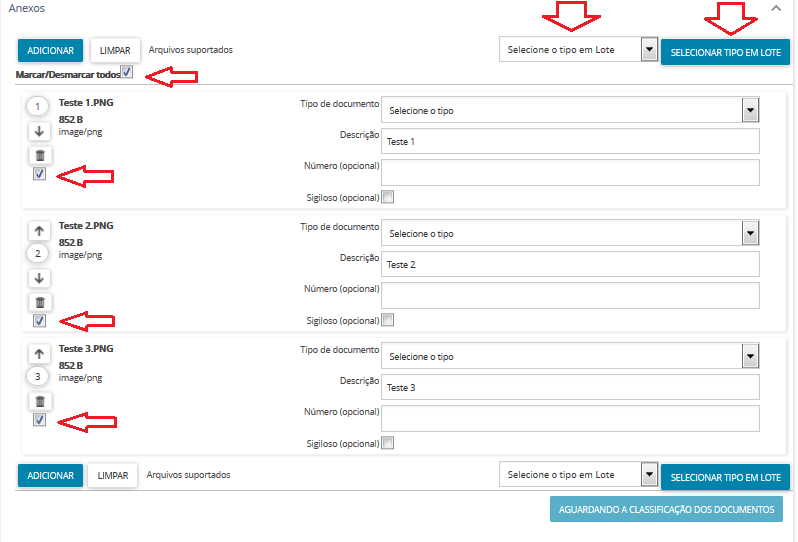 Anexos
ADICIONAR LIMPAR Arquivos suportados Selecione o tipo em Lote SELECIONAR TIPO EM LOTE
Marcar/Desmarcar todos
1 Teste 1.PNG Tipo de documento Selecione o tipo
852 B
image/png
Descrição Teste 1
Número (opcional)
Sigiloso (opcional)
Teste 2.PNG Tipo de documento Selecione o tipo
852 B
2 image/png Descrição Teste 2
Número (opcional)
Sigiloso (opcional)
Teste 3.PNG Tipo de documento Selecione o tipo
852 B
3 image/png Descrição Teste 3
Número (opcional)
Sigiloso (opcional)
ADICIONAR LIMPAR Arquivos suportados Selecione o tipo em Lote SELECIONAR TIPO EM LOTE
AGUARDANDO A CLASSIFICAÇÃO DOS DOCUMENTOS